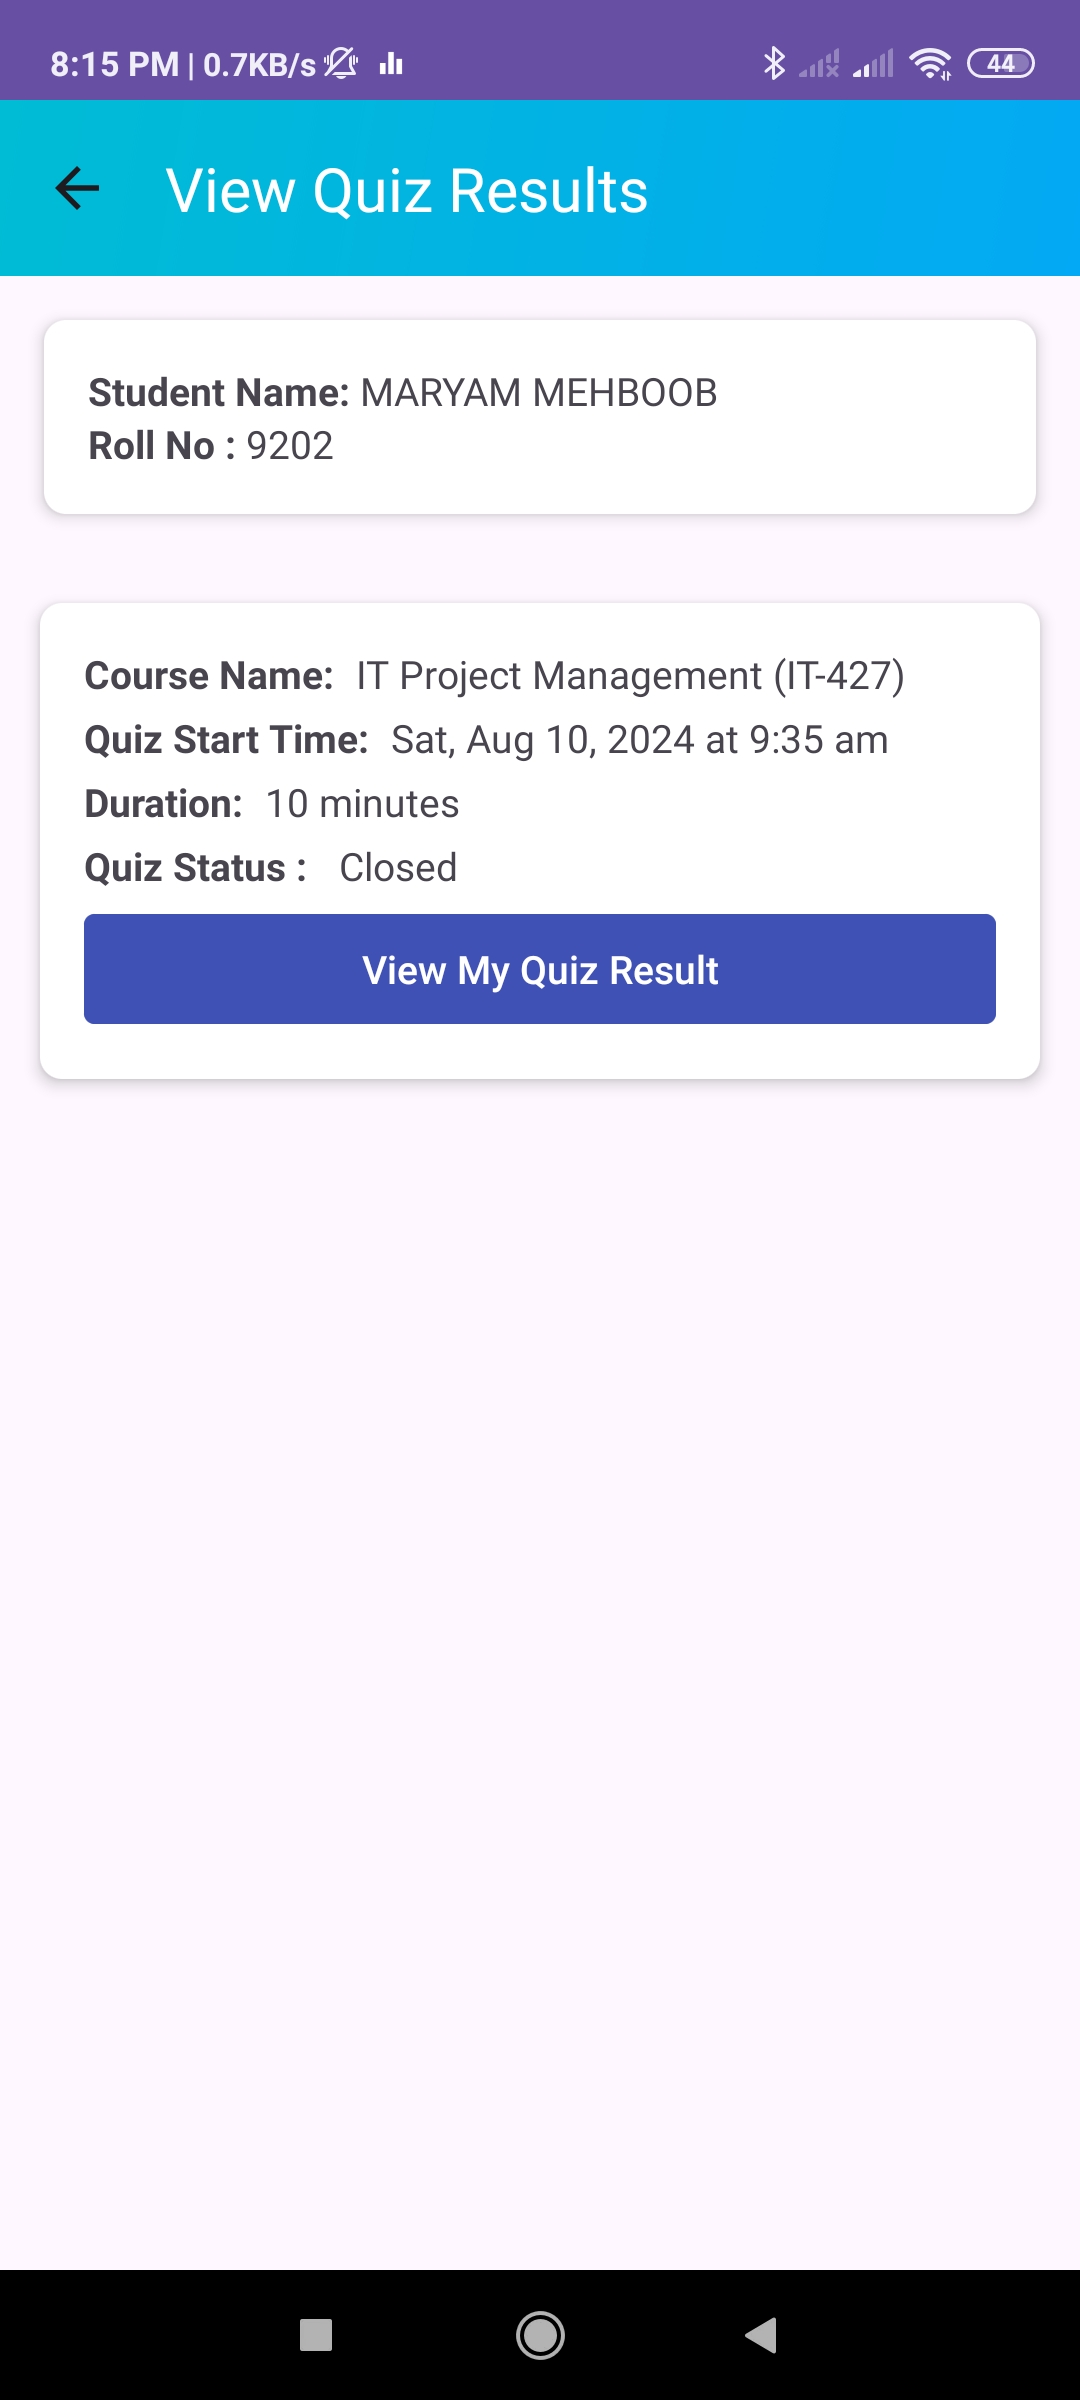 8:15 PM | 0.7KB/s
44
View Quiz Results
Student Name: MARYAM MEHBOOB
Roll No : 9202
Course Name: IT Project Management (IT-427)
Quiz Start Time: Sat, Aug 10, 2024 at 9:35 am
Duration: 10 minutes
Quiz Status : Closed
View My Quiz Result